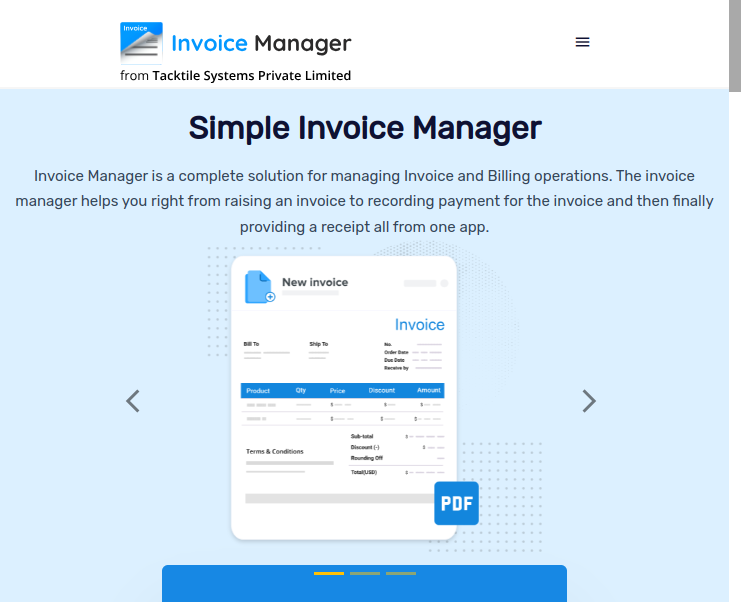 Invoice
Invoice Manager
from Tacktile Systems Private Limited
Simple Invoice Manager
Invoice Manager is a complete solution for managing Invoice and Billing operations. The invoice
manager helps you right from raising an invoice to recording payment for the invoice and then finally
providing a receipt all from one app.
New invoice
Invoice
Bill To Ship To No.
Order Date
Due Date
Receive by
Product Qty Price Discount Amount
$ $ $
$ $ $
Sub-total $
Discount (-) $
Terms & Conditions
Rounding Off
Total(USD) $
PDF